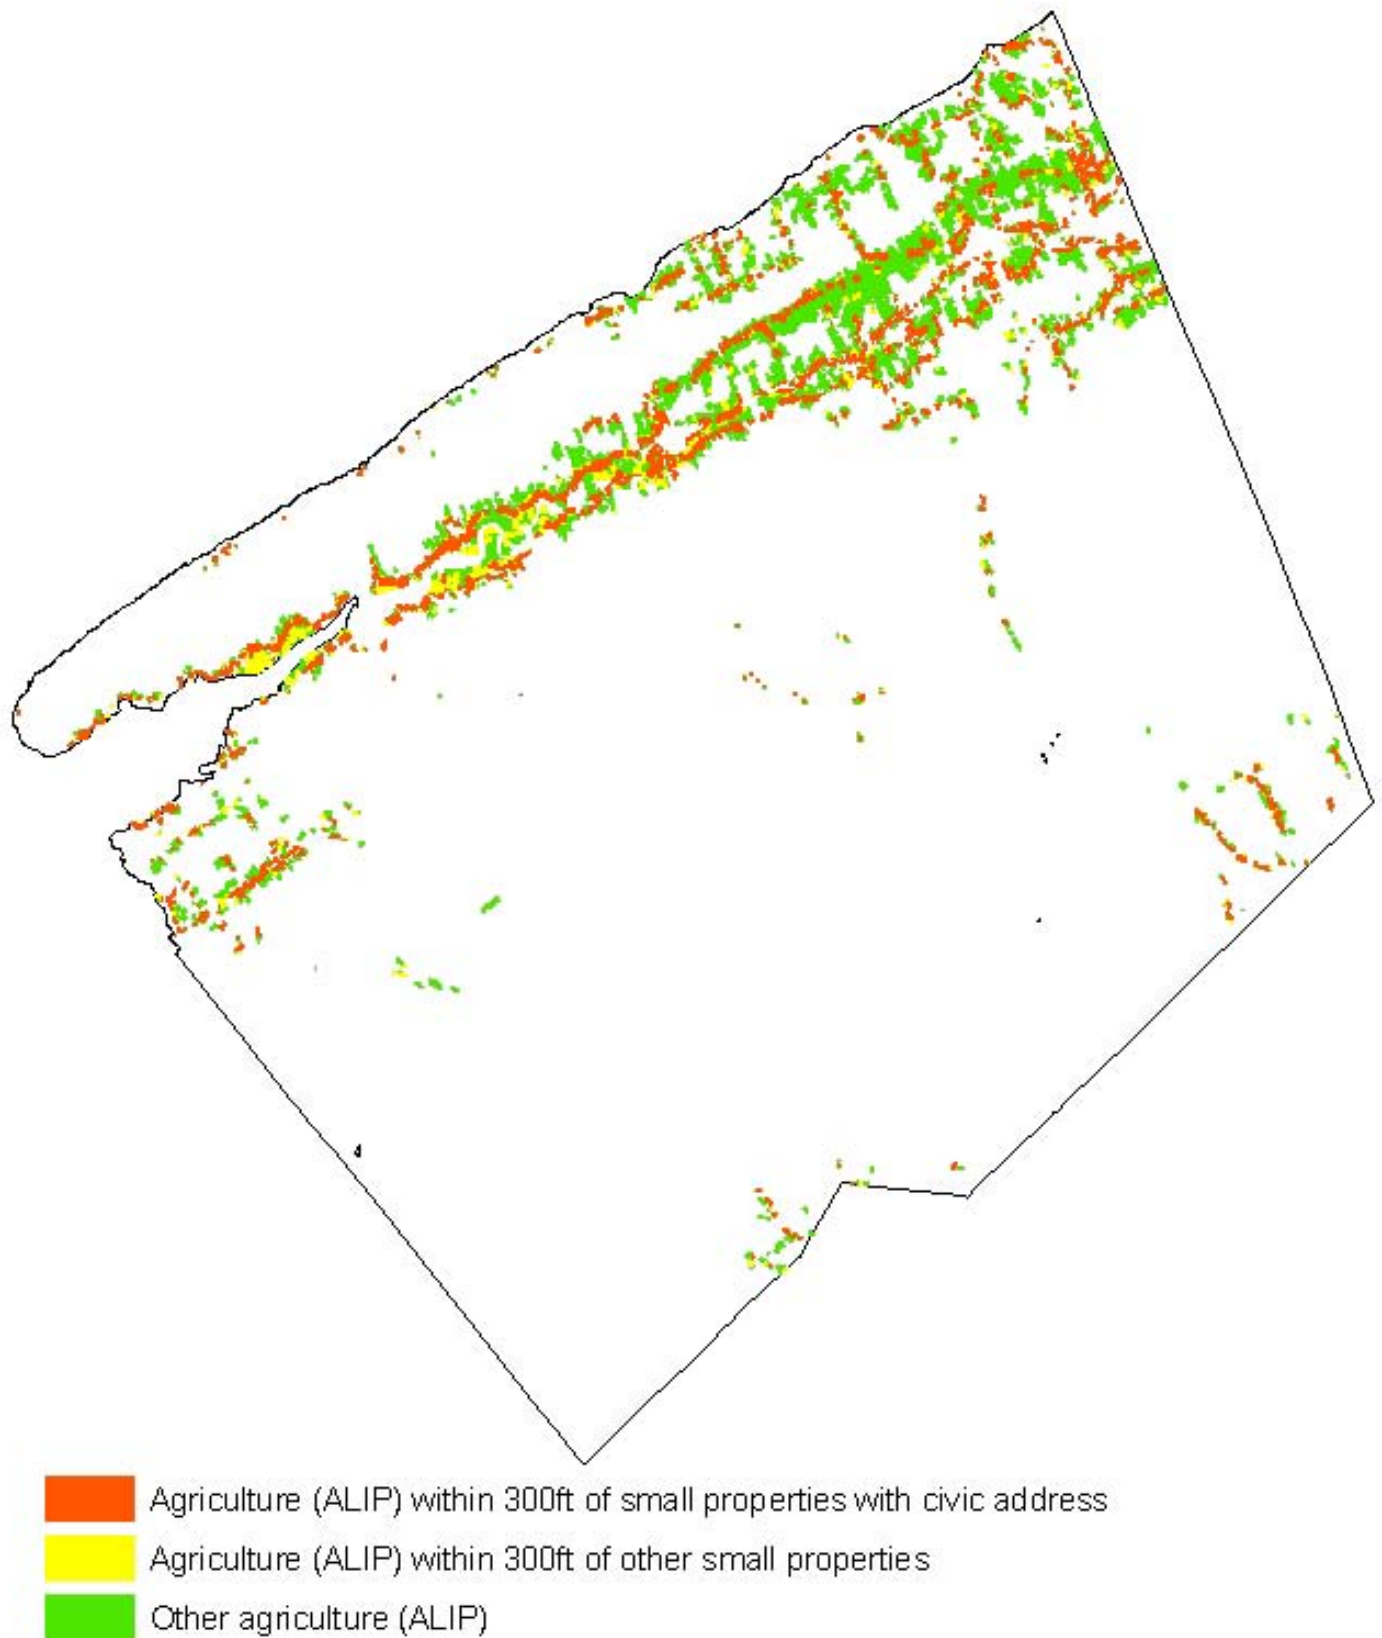 Agriculture (ALIP) within 300ft of small properties with civic address
Agriculture (ALIP) within 300ft of other small properties
Other agriculture (ALIP)